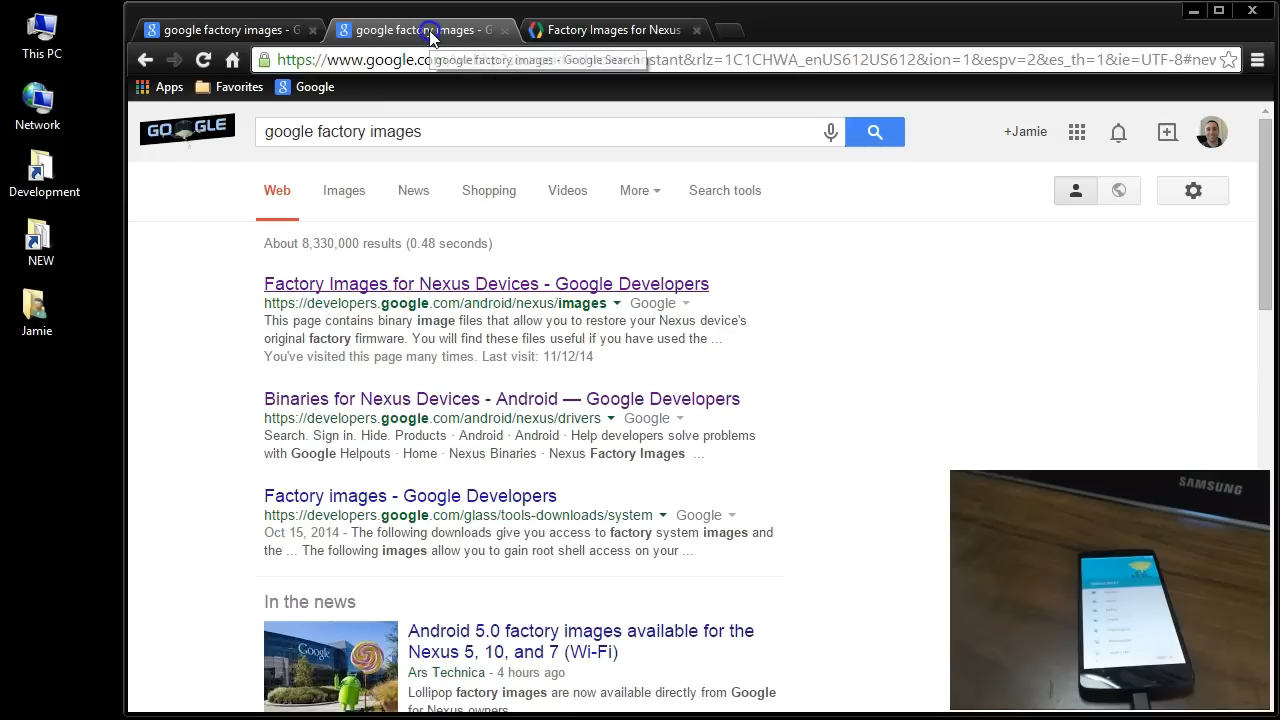 This PC
Network
Development
NEW
Jamie
google factory images - G
google factory images - G
Factory Images for Nexus
https://www.google.co
nstant&rlz=1C1CHWA_enUS612US612&ion=1&espv=2&es_th=1&ie=UTF-8#new
google factory images - Google Search
Apps
Favorites
Google
GOOGLE
google factory images
+Jamie
Web
Images
News
Shopping
Videos
More
Search tools
About 8,330,000 results (0.48 seconds)
Factory Images for Nexus Devices - Google Developers
https://developers.google.com/android/nexus/images Google
This page contains binary image files that allow you to restore your Nexus device's
original factory firmware. You will find these files useful if you have used the ...
You've visited this page many times. Last visit: 11/12/14
Binaries for Nexus Devices - Android — Google Developers
https://developers.google.com/android/nexus/drivers Google
Search. Sign in. Hide. Products · Android · Android · Help developers solve problems
with Google Helpouts · Home · Nexus Binaries · Nexus Factory Images ...
Factory images - Google Developers
https://developers.google.com/glass/tools-downloads/system Google
Oct 15, 2014 - The following downloads give you access to factory system images and
the ... The following images allow you to gain root shell access on your ...
In the news
Google
Android 5.0 factory images available for the
Nexus 5, 10, and 7 (Wi-Fi)
Ars Technica - 4 hours ago
Lollipop factory images are now available directly from Google
for Nexus owners.
SAMSUNG